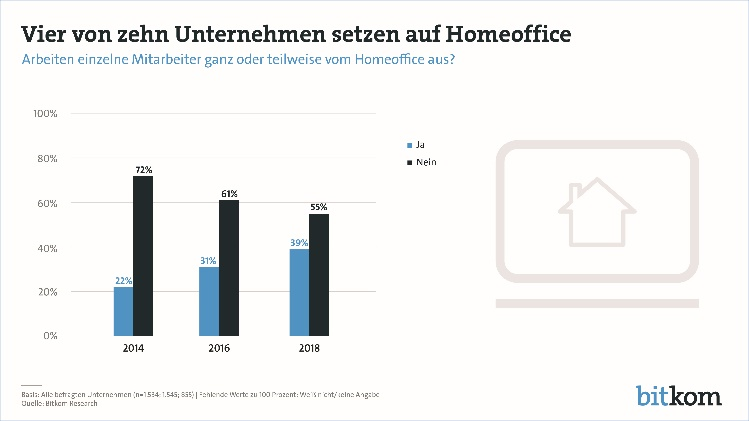 Vier von zehn Unternehmen setzen auf Homeoffice
Arbeiten einzelne Mitarbeiter ganz oder teilweise vom Homeoffice aus?
100%
80%
60%
40%
20%
0%
22%
72%
31%
61%
39%
55%
2014
2016
2018
Ja
Nein
Basis: Alle befragten Unternehmen (n=1.534; 1.545; 855) | Fehlende Werte zu 100 Prozent: Weiß nicht/keine Angabe
Quelle: Bitkom Research
bitkom